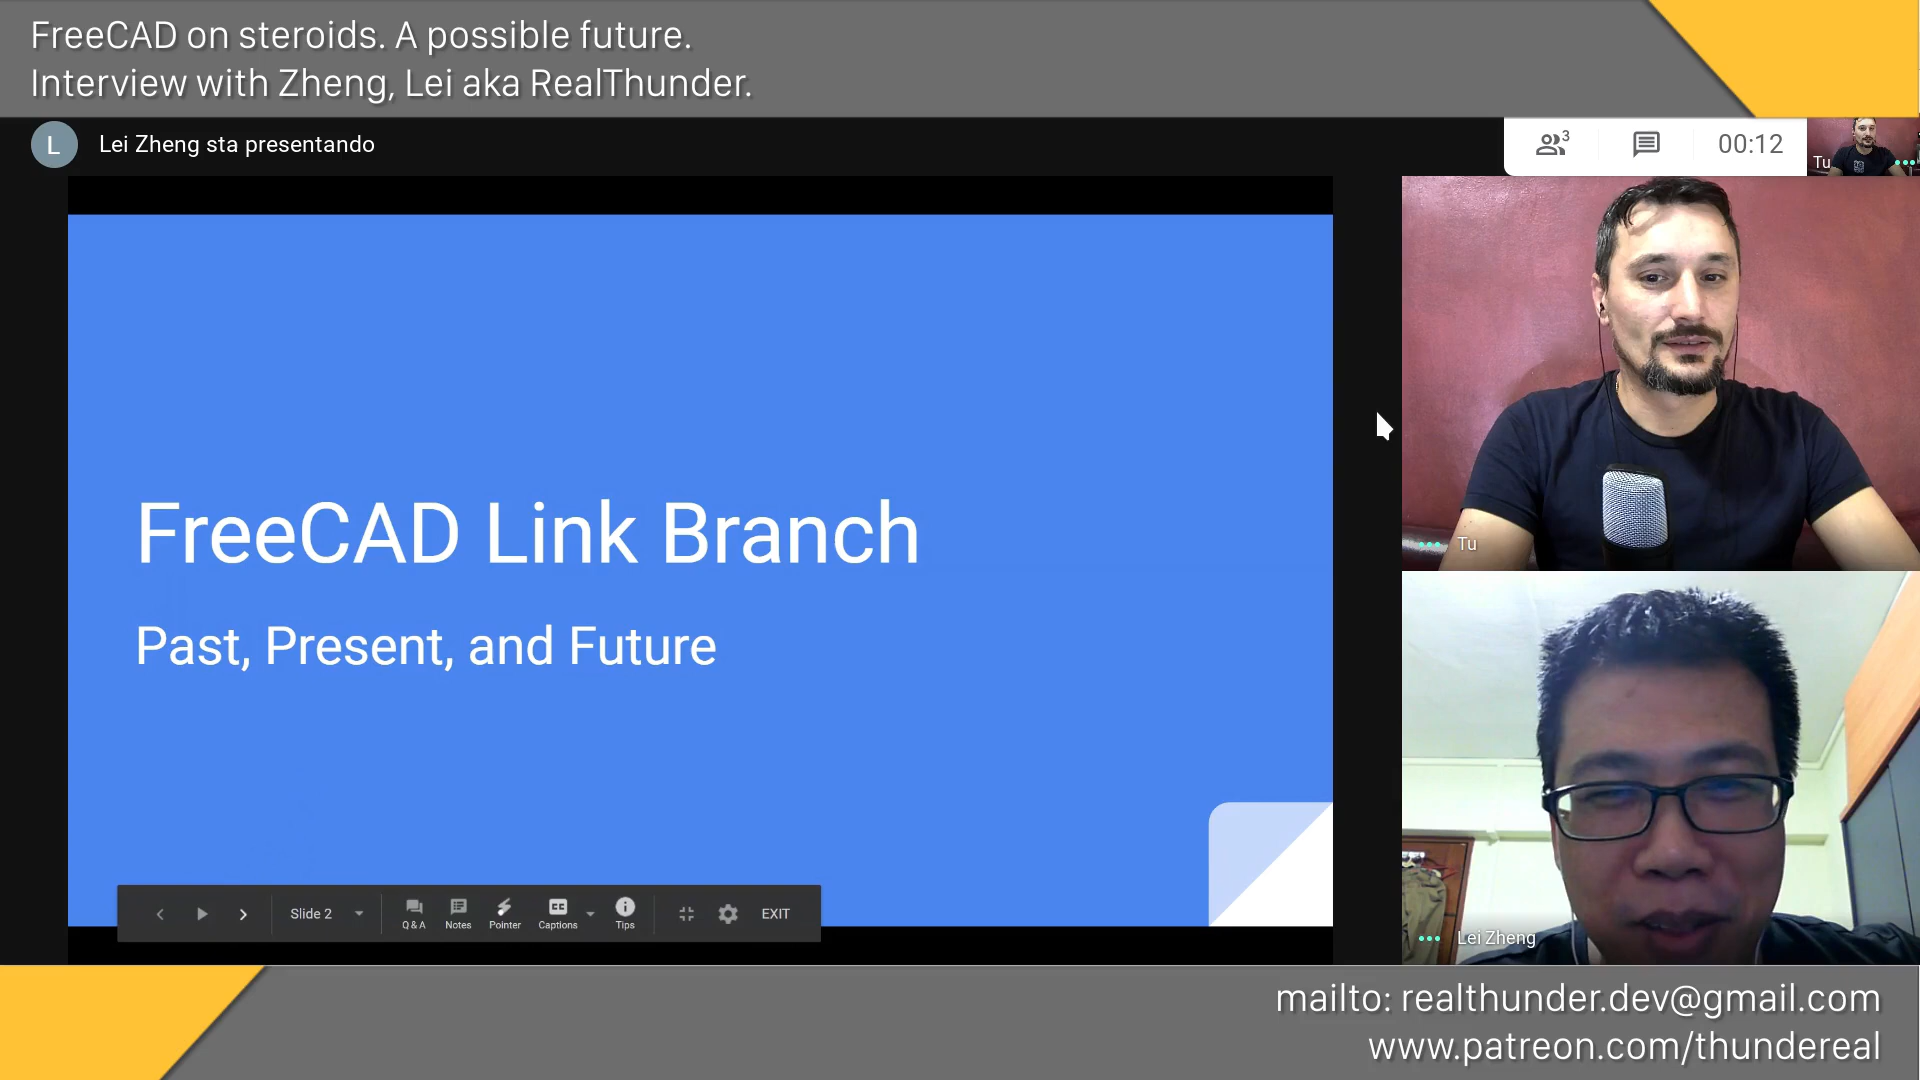 FreeCAD on steroids. A possible future.
Interview with Zheng, Lei aka RealThunder.
L
Lei Zheng sta presentando
3
00:12
Tu
FreeCAD Link Branch
Past, Present, and Future
Tu
Lei Zheng
Slide 2
Q & A
Notes
Pointer
CC
Captions
Tips
EXIT
mailto: realthunder.dev@gmail.com
www.patreon.com/thundereal